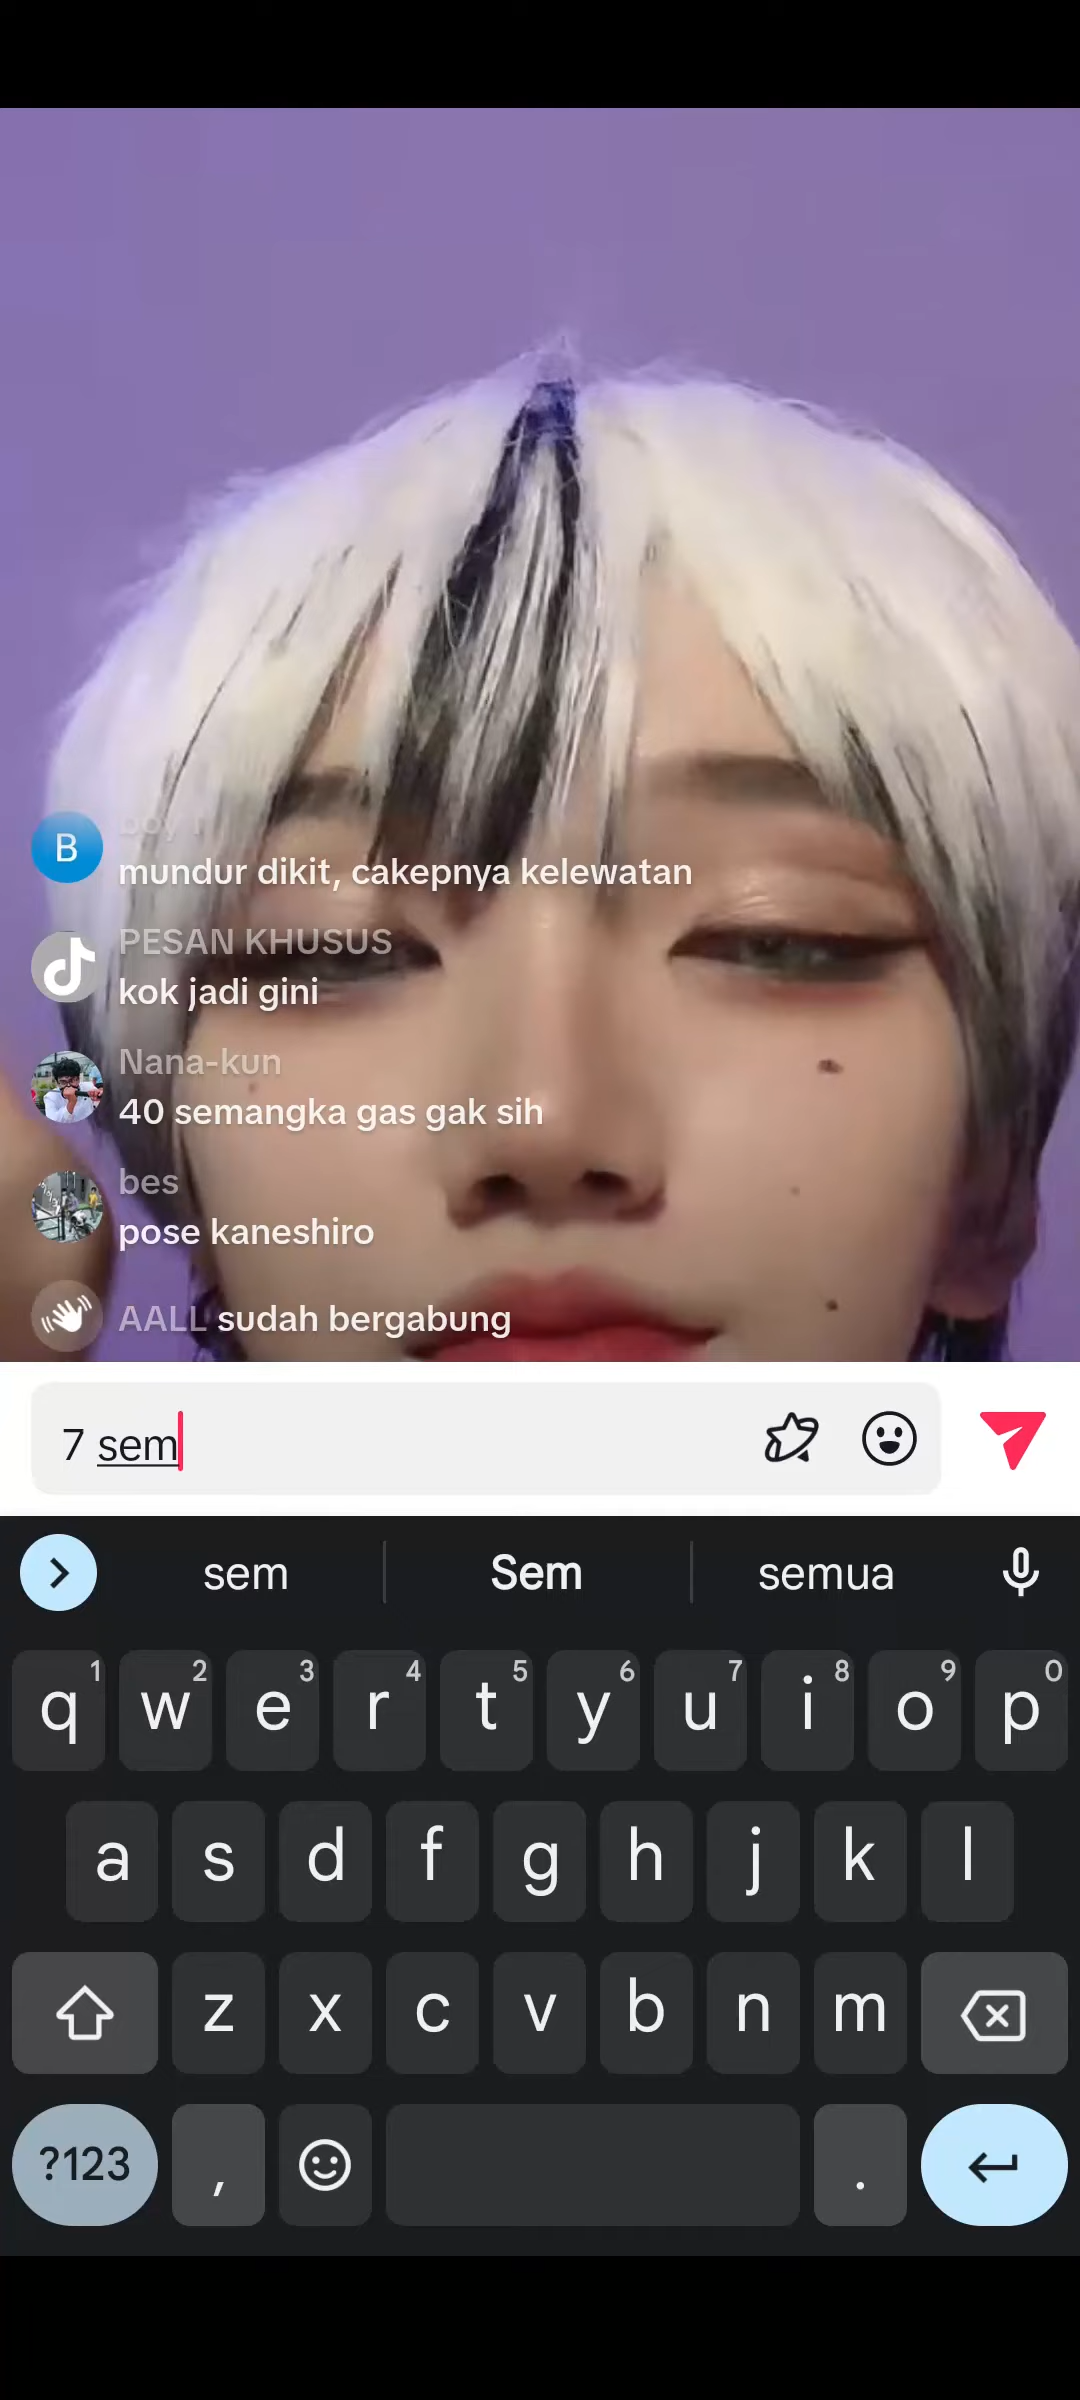 B
mundur dikit, cakepnya kelewatan
PESAN KHUSUS
kok jadi gini
Nana-kun
40 semangka gas gak sih
bes
pose kaneshiro
AALL sudah bergabung
7 sem
sem Sem semua
1 2 3 4 5 6 7 8 9 0
q w e r t y u i o p
a s d f g h j k l
z x c v b n m
?123 , .